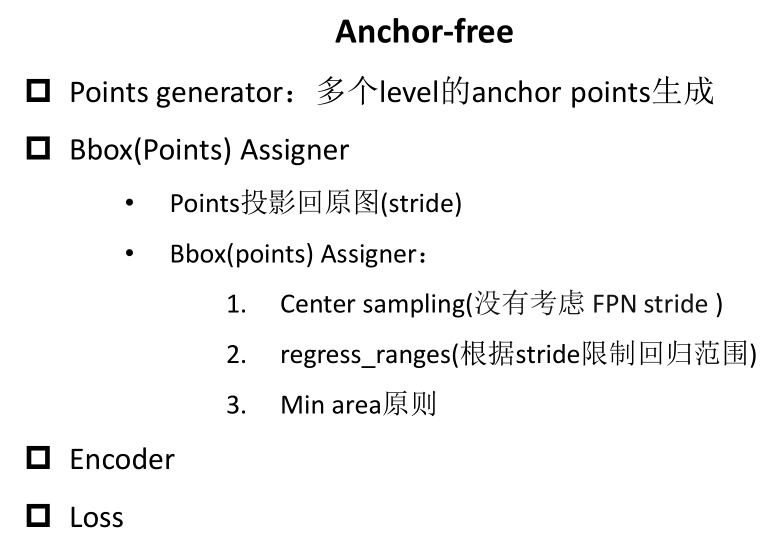 Anchor-free
Points generator：多个level的anchor points生成
Bbox(Points) Assigner
• Points投影回原图(stride)
• Bbox(points) Assigner：
1. Center sampling(没有考虑 FPN stride )
2. regress_ranges(根据stride限制回归范围)
3. Min area原则
Encoder
Loss